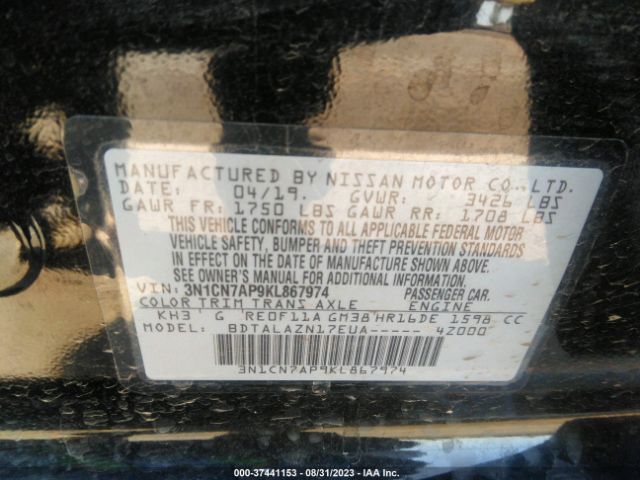 MANUFACTURED BY NISSAN MOTOR CO., LTD.
DATE: 04/19. GVWR: 3426 LBS
GAWR FR: 1750 LBS GAWR RR: 1708 LBS
THIS VEHICLE CONFORMS TO ALL APPLICABLE FEDERAL MOTOR
VEHICLE SAFETY, BUMPER AND THEFT PREVENTION STANDARDS
IN EFFECT ON THE DATE OF MANUFACTURE SHOWN ABOVE.
SEE OWNER'S MANUAL FOR ADDITIONAL INFORMATION.
VIN: 3N1CN7AP9KL867974 PASSENGER CAR.
COLOR TRIM TRANS AXLE ENGINE
KH3 G RE0F11A GM38 HR16DE 1598 CC
MODEL: BDTALAZN17EUA----- 42000
3N1CN7AP9KL867974
000-37441153 - 08/31/2023 - IAA Inc.